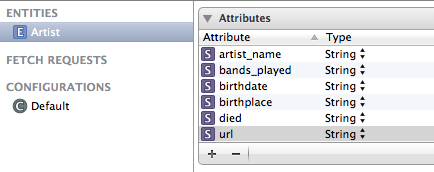 ENTITIES
E Artist
FETCH REQUESTS
CONFIGURATIONS
C Default
Attributes
Attribute Type
S artist_name String
S bands_played String
S birthdate String
S birthplace String
S died String
S url String
+ −